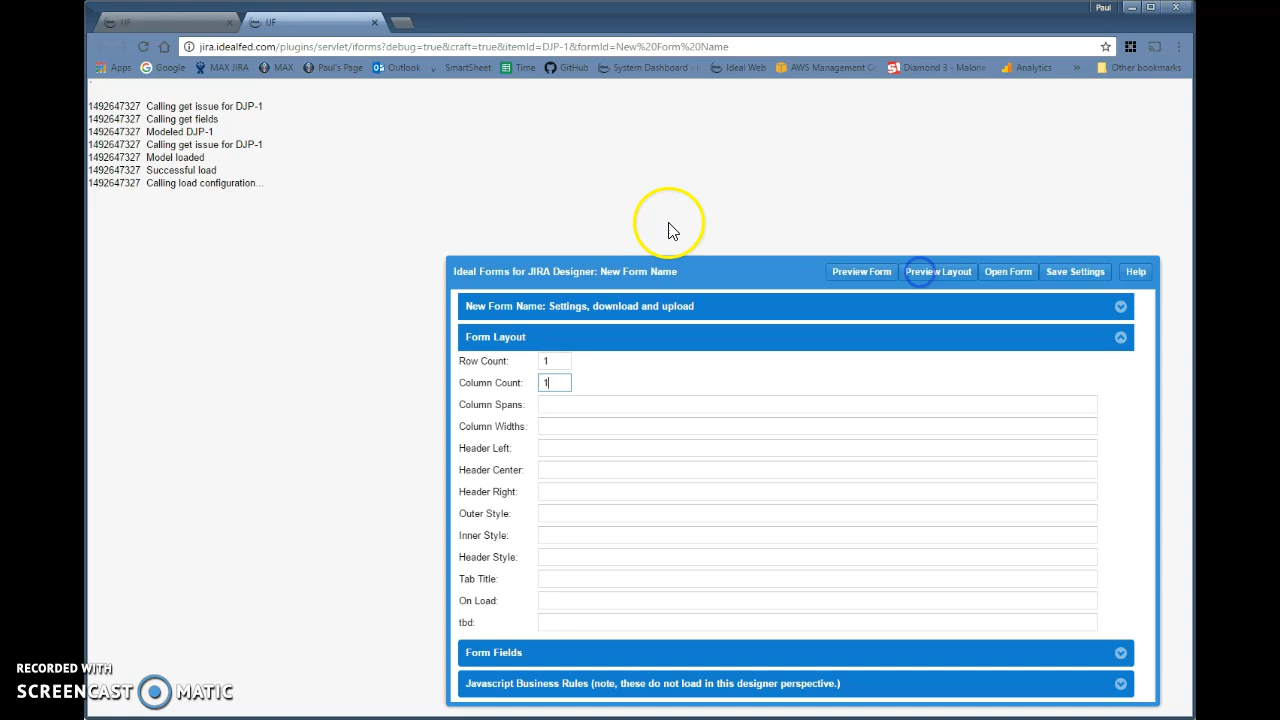 Paul
IJF
IJF
jira.idealfed.com/plugins/servlet/iforms?debug=true&craft=true&itemId=DJP-1&formId=New%20Form%20Name
Apps Google MAX JIRA MAX Paul's Page Outlook SmartSheet Time GitHub System Dashboard - Ideal Web AWS Management Co Diamond 3 - Malone Analytics » Other bookmarks
1492647327 Calling get issue for DJP-1
1492647327 Calling get fields
1492647327 Modeled DJP-1
1492647327 Calling get issue for DJP-1
1492647327 Model loaded
1492647327 Successful load
1492647327 Calling load configuration...
Ideal Forms for JIRA Designer: New Form Name Preview Form Preview Layout Open Form Save Settings Help
New Form Name: Settings, download and upload
Form Layout
Row Count: 1
Column Count: 1
Column Spans:
Column Widths:
Header Left:
Header Center:
Header Right:
Outer Style:
Inner Style:
Header Style:
Tab Title:
On Load:
tbd:
Form Fields
Javascript Business Rules (note, these do not load in this designer perspective.)
RECORDED WITH
SCREENCAST MATIC